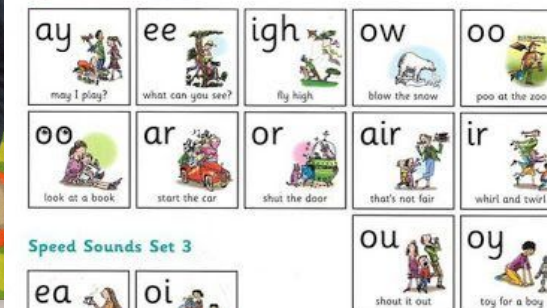 ay ee igh ow oo
may I play? what can you see? fly high blow the snow poo at the zoo
oo ar or air ir
look at a book start the car shut the door that's not fair whirl and twirl
ou oy
Speed Sounds Set 3
shout it out toy for a boy
ea oi